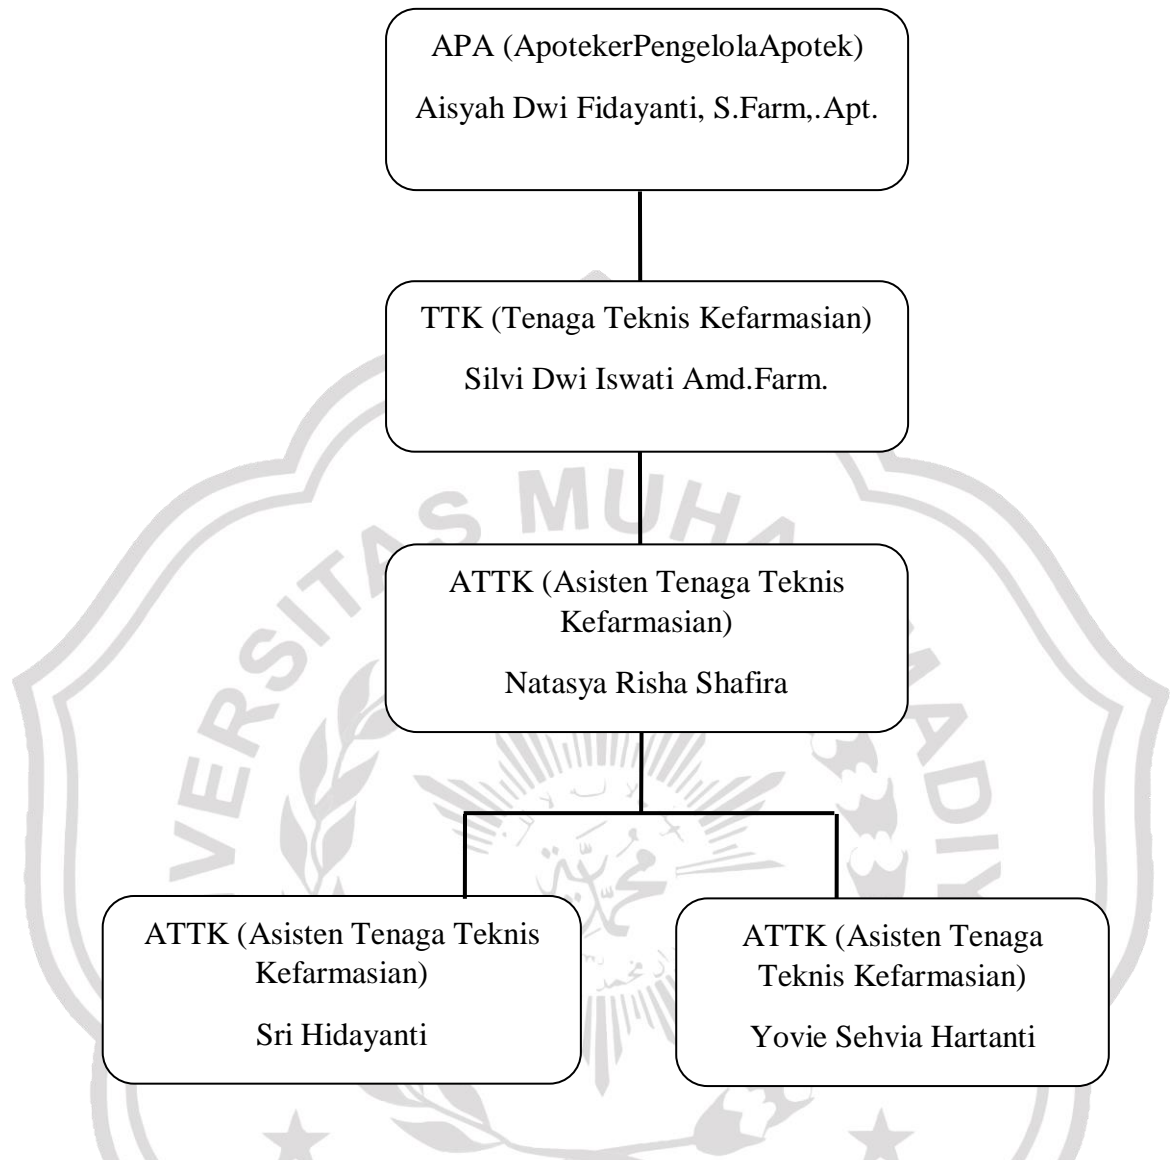 APA (ApotekerPengelolaApotek)
Aisyah Dwi Fidayanti, S.Farm,.Apt.
TTK (Tenaga Teknis Kefarmasian)
Silvi Dwi Iswati Amd.Farm.
ATTK (Asisten Tenaga Teknis
Kefarmasian)
Natasya Risha Shafira
ATTK (Asisten Tenaga Teknis
Kefarmasian)
Sri Hidayanti
ATTK (Asisten Tenaga
Teknis Kefarmasian)
Yovie Sehvia Hartanti